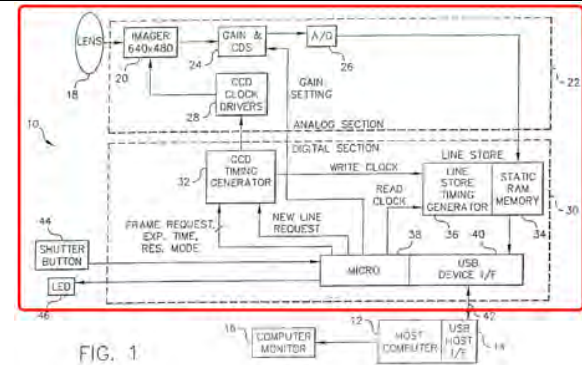 LENS
18
IMAGER
640x480
20
GAIN &
CDS
24
A/D
26
22
CCD
CLOCK
DRIVERS
28
GAIN
SETTING
ANALOG SECTION
10
DIGITAL SECTION
CCD
TIMING
GENERATOR
32
WRITE CLOCK
READ
CLOCK
LINE STORE
LINE
STORE
TIMING
GENERATOR
36
STATIC
RAM
MEMORY
34
30
FRAME REQUEST,
EXP. TIME,
RES. MODE
NEW LINE
REQUEST
44
SHUTTER
BUTTON
38
MICRO
40
USB
DEVICE I/F
LED
46
42
16
COMPUTER
MONITOR
12
HOST
COMPUTER
USB
HOST
I/F
14
FIG. 1